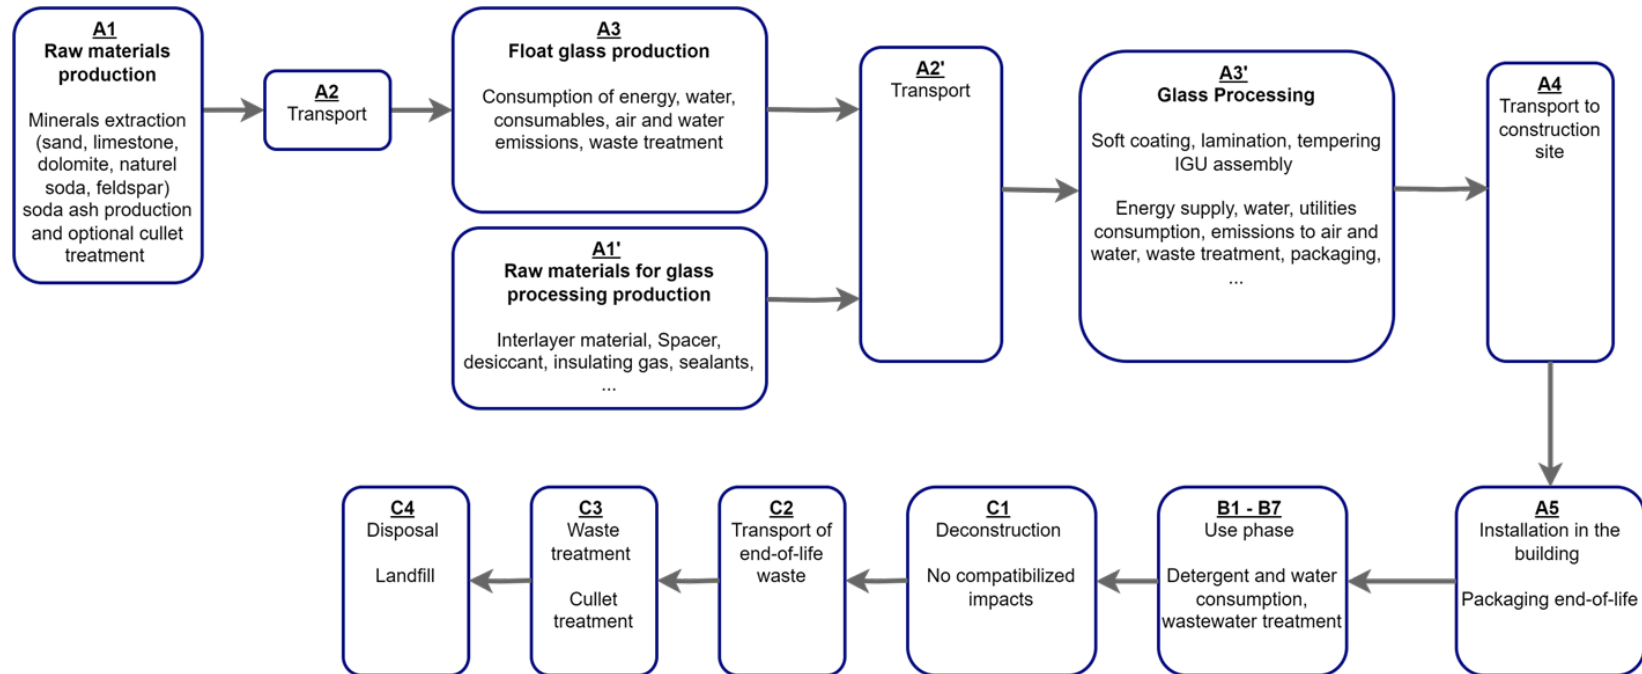 A1
Raw materials
production
Minerals extraction
(sand, limestone,
dolomite, naturel
soda, feldspar)
soda ash production
and optional cullet
treatment
A2
Transport
A3
Float glass production
Consumption of energy, water,
consumables, air and water
emissions, waste treatment
A1'
Raw materials for glass
processing production
Interlayer material, Spacer,
desiccant, insulating gas, sealants,
...
A2'
Transport
A3'
Glass Processing
Soft coating, lamination, tempering
IGU assembly
Energy supply, water, utilities
consumption, emissions to air and
water, waste treatment, packaging,
...
A4
Transport to
construction
site
A5
Installation in the
building
Packaging end-of-life
B1 - B7
Use phase
Detergent and water
consumption,
wastewater treatment
C1
Deconstruction
No compatibilized
impacts
C2
Transport of
end-of-life
waste
C3
Waste
treatment
Cullet
treatment
C4
Disposal
Landfill